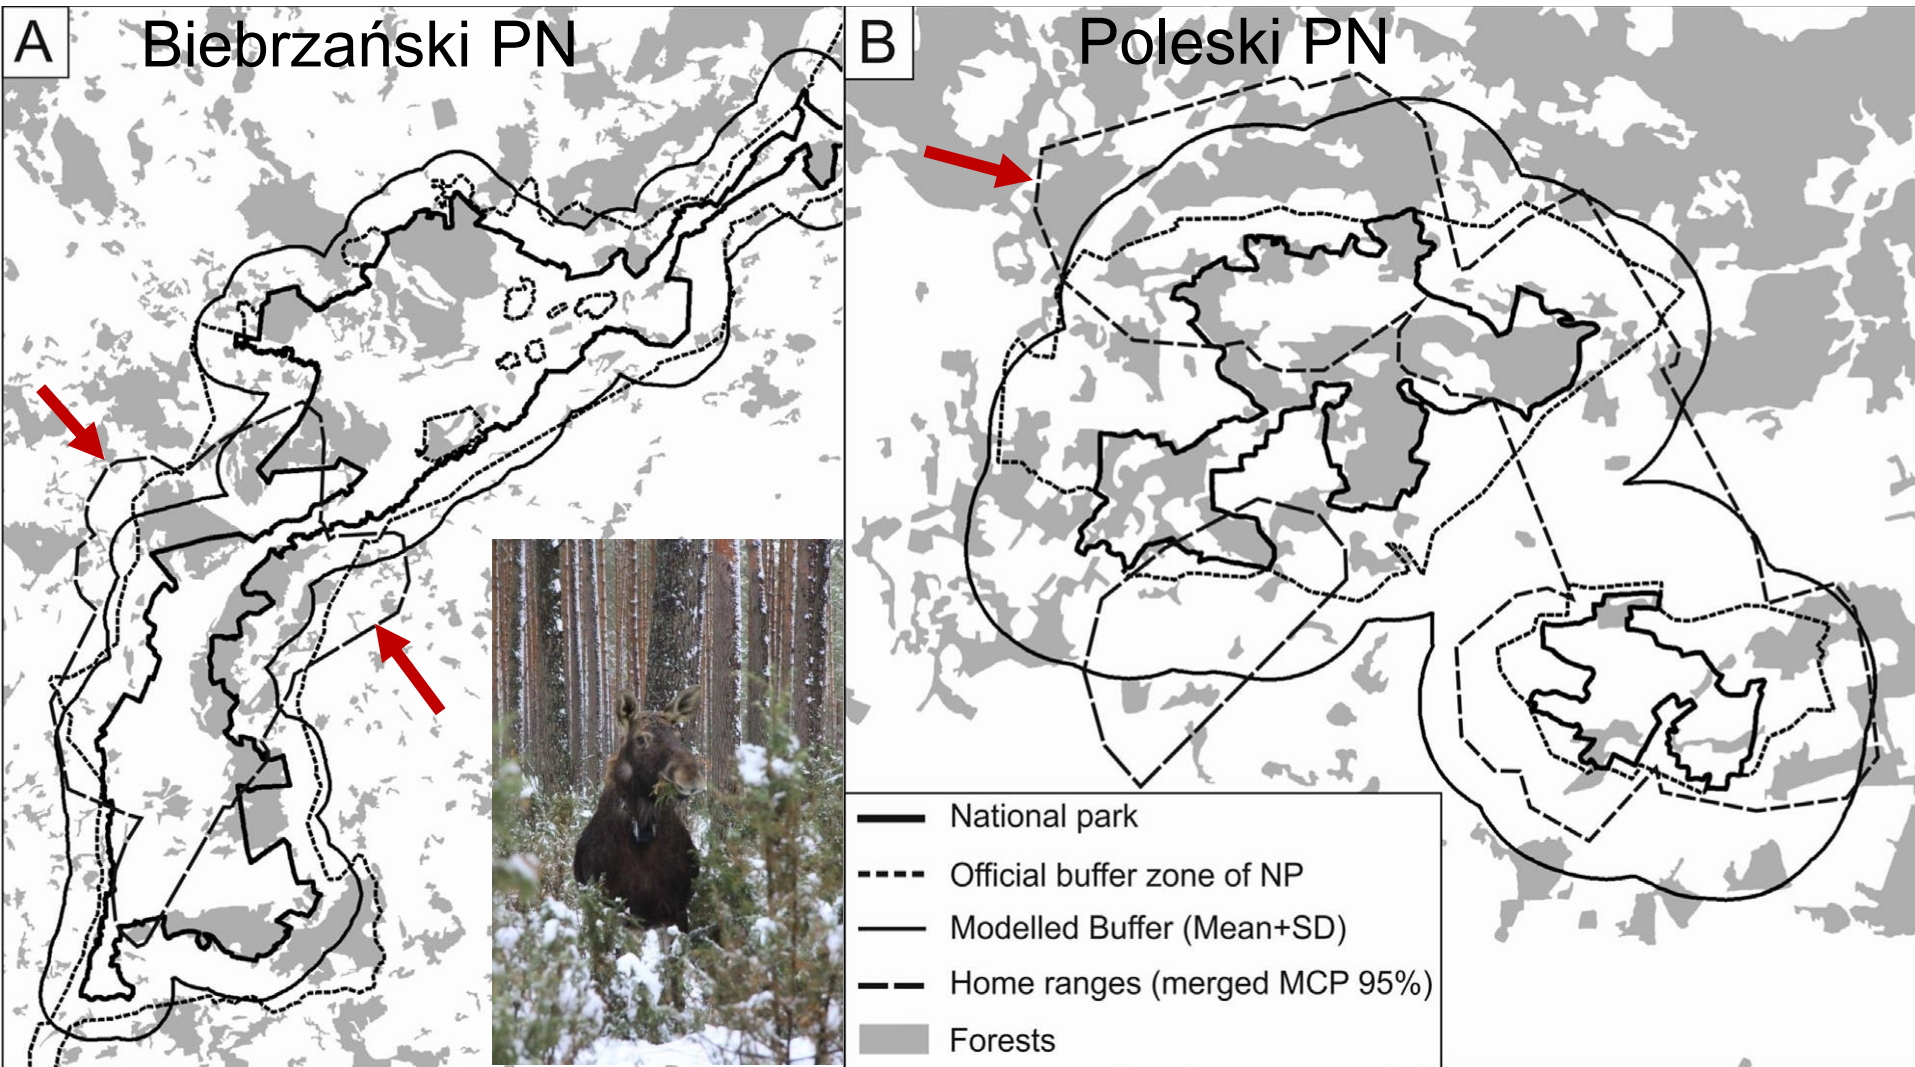 A
Biebrzański PN
B
Poleski PN
National park
Official buffer zone of NP
Modelled Buffer (Mean+SD)
Home ranges (merged MCP 95%)
Forests